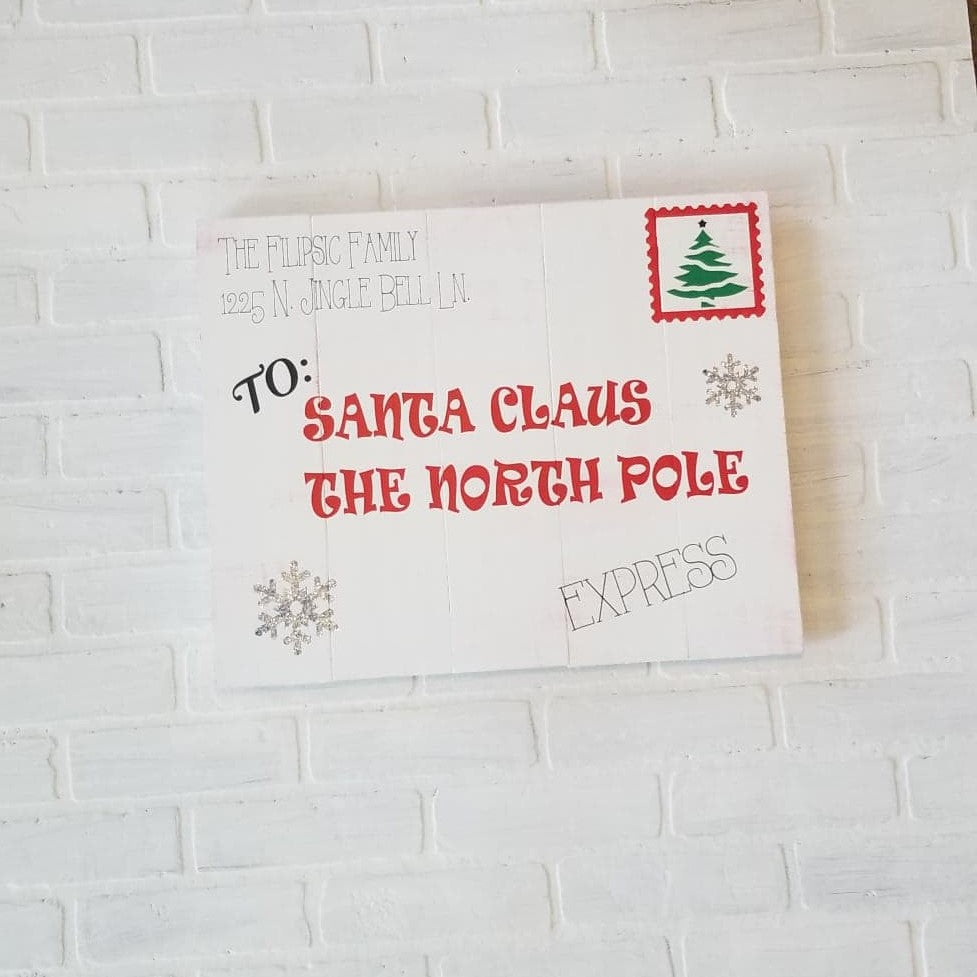 The Filipsic Family
1225 N. Jingle Bell Ln.
TO:
SANTA CLAUS
THE NORTH POLE
EXPRESS